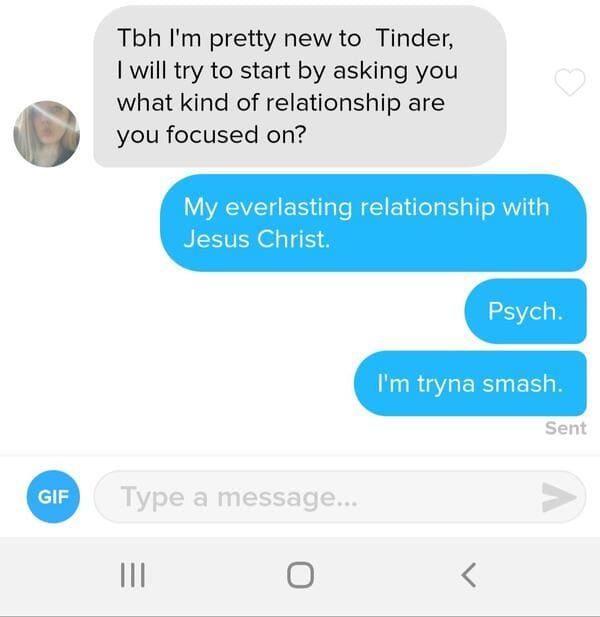 Tbh I'm pretty new to  Tinder,
I will try to start by asking you
what kind of relationship are
you focused on?
My everlasting relationship with
Jesus Christ.
Psych.
I'm tryna smash.
Sent
GIF
Type a message...